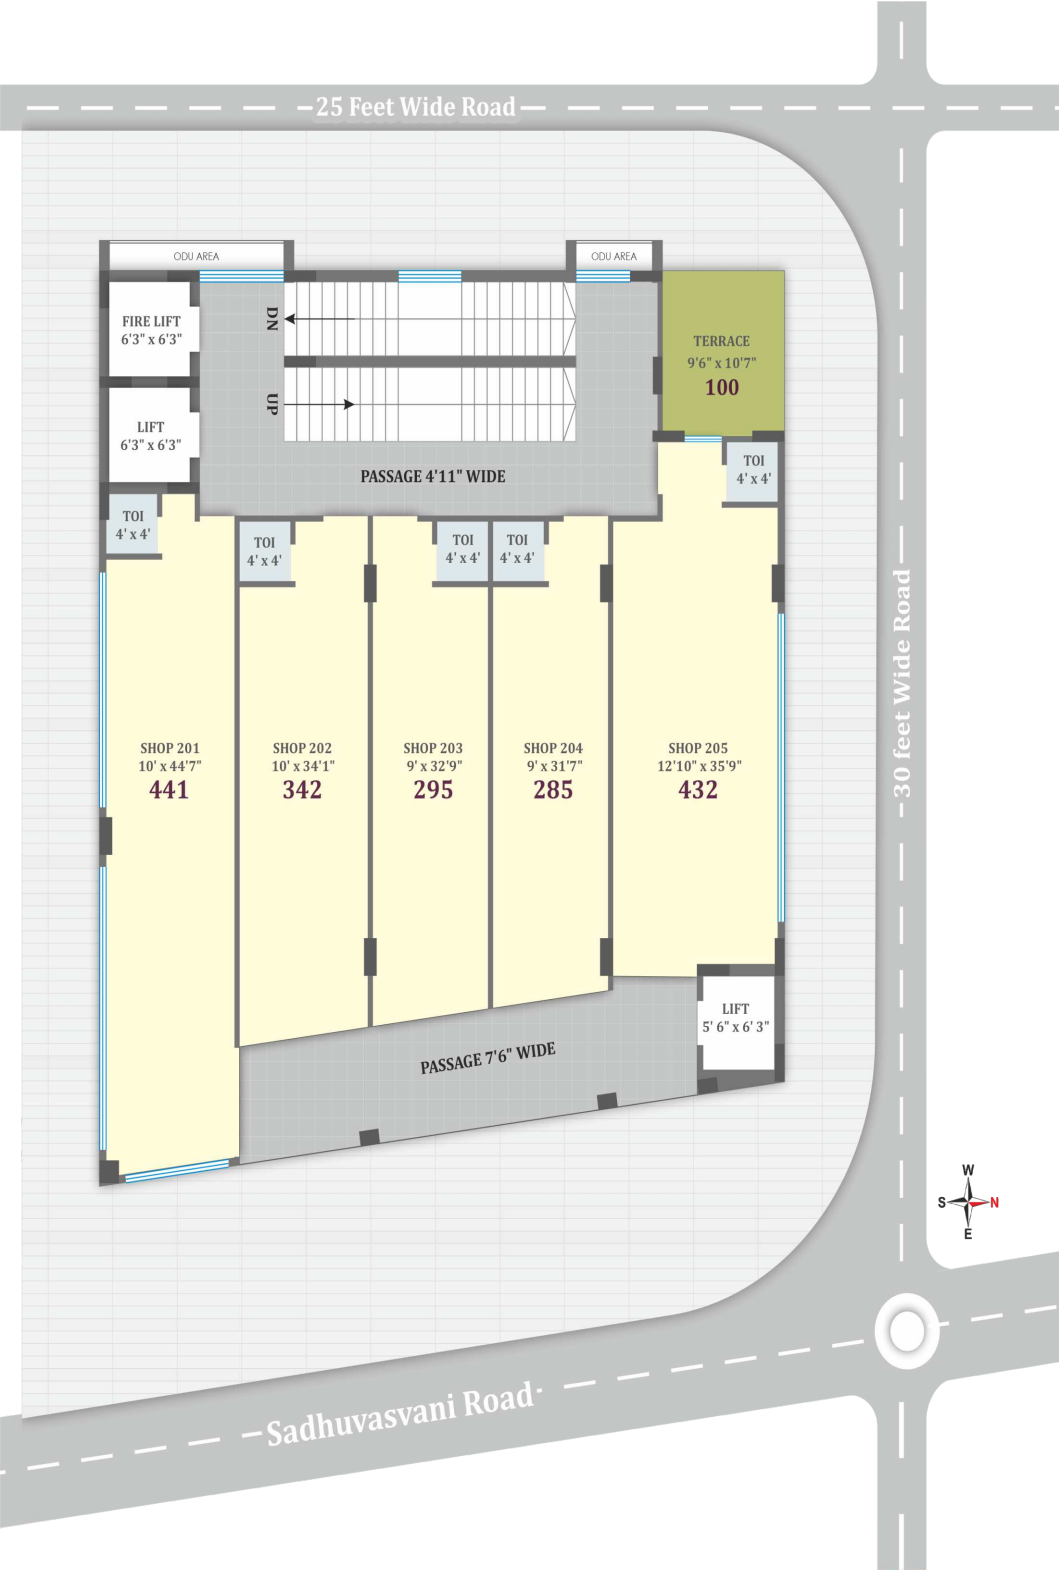 25 Feet Wide Road
ODU AREA
ODU AREA
FIRE LIFT
6'3" x 6'3"
DN
TERRACE
9'6" x 10'7"
100
UP
LIFT
6'3" x 6'3"
PASSAGE 4'11" WIDE
TOI
4' x 4'
TOI
4' x 4'
TOI
4' x 4'
TOI
4' x 4'
TOI
4' x 4'
30 feet Wide Road
SHOP 201
10' x 44'7"
441
SHOP 202
10' x 34'1"
342
SHOP 203
9' x 32'9"
295
SHOP 204
9' x 31'7"
285
SHOP 205
12'10" x 35'9"
432
LIFT
5' 6" x 6' 3"
PASSAGE 7'6" WIDE
W
S N
E
Sadhuvasvani Road